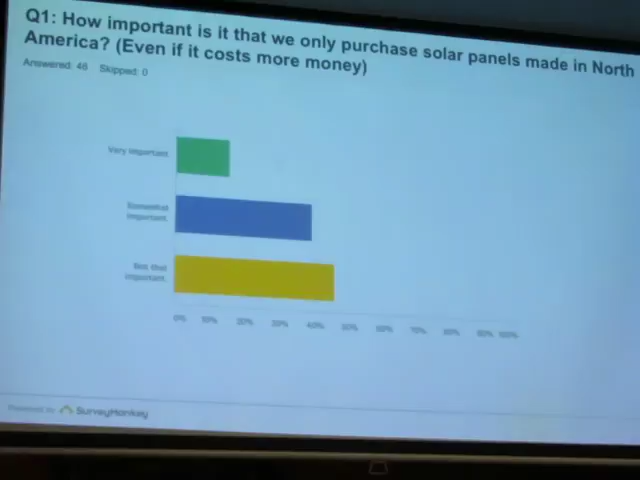 Q1: How important is it that we only purchase solar panels made in North
America? (Even if it costs more money)
Answered: 46 Skipped: 0
Very important
Somewhat
important.
Not that
important.
0% 10% 20% 30% 40% 50% 60% 70% 80% 90% 100%
Powered by SurveyMonkey